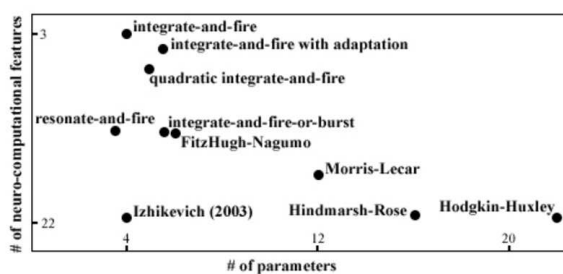 3
integrate-and-fire
integrate-and-fire with adaptation
quadratic integrate-and-fire
resonate-and-fire
integrate-and-fire-or-burst
FitzHugh-Nagumo
Morris-Lecar
Izhikevich (2003)
Hindmarsh-Rose
Hodgkin-Huxley
22
4
12
20
# of parameters
# of neuro-computational features